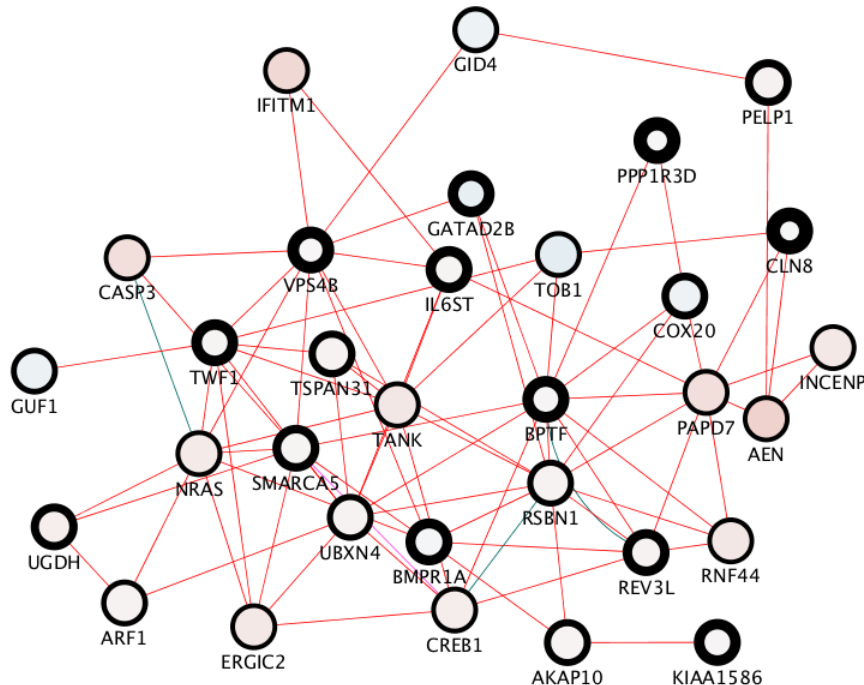 GID4
IFITM1
PELP1
PPP1R3D
GATAD2B
CLN8
CASP3
VPS4B
IL6ST
TOB1
COX20
TWF1
TSPAN31
INCENP
GUF1
TANK
BPTF
PAPD7
AEN
NRAS
SMARCA5
RSBN1
UGDH
UBXN4
BMPR1A
REV3L
RNF44
ARF1
ERGIC2
CREB1
AKAP10
KIAA1586